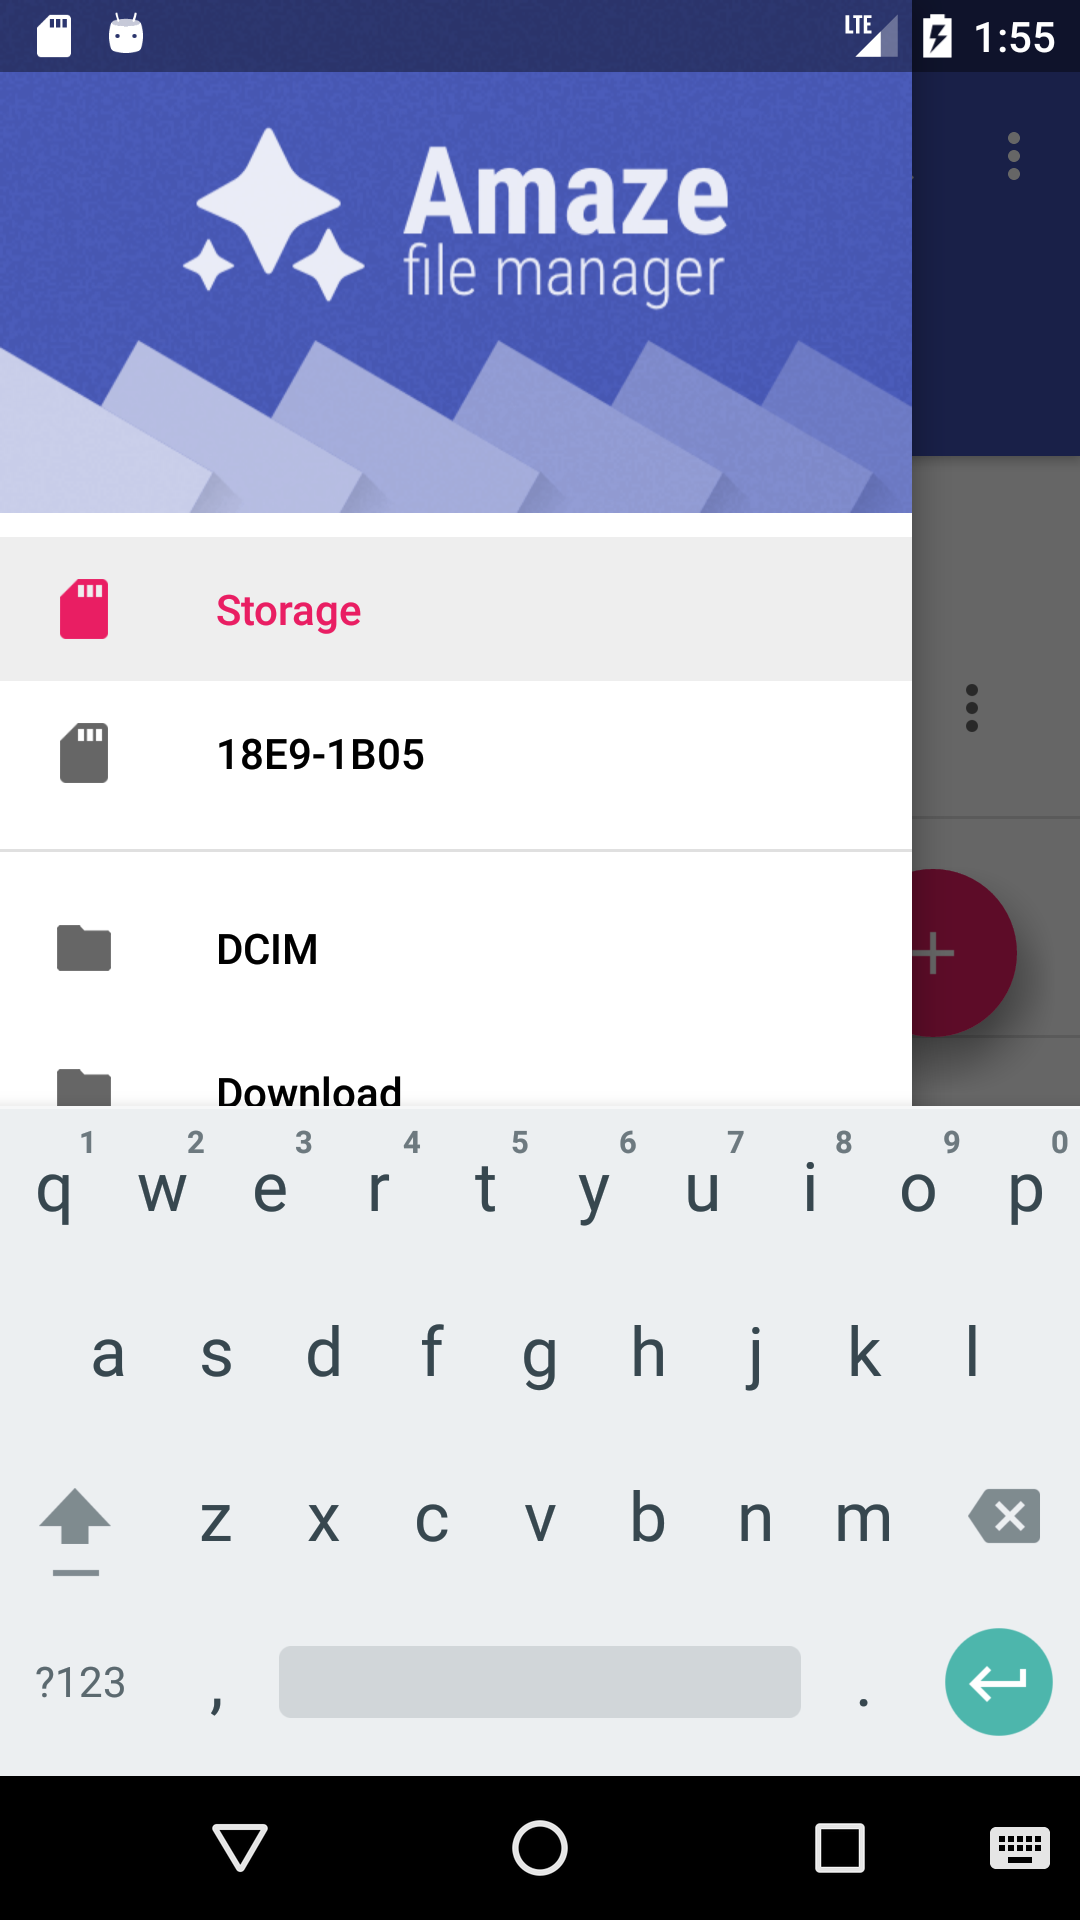 LTE 1:55
Amaze
file manager
Storage
18E9-1B05
DCIM
Download
1 2 3 4 5 6 7 8 9 0
q w e r t y u i o p
a s d f g h j k l
z x c v b n m
?123 , .